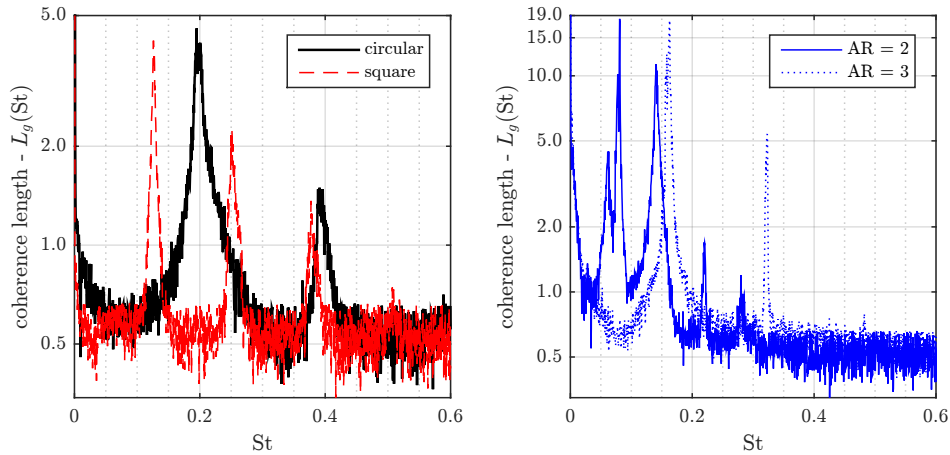 coherence length - L_g(St)
5.0
2.0
1.0
0.5
0
0.2
0.4
0.6
St
circular
square
coherence length - L_g(St)
19.0
15.0
10.0
5.0
2.0
1.0
0.5
0
0.2
0.4
0.6
St
AR = 2
AR = 3